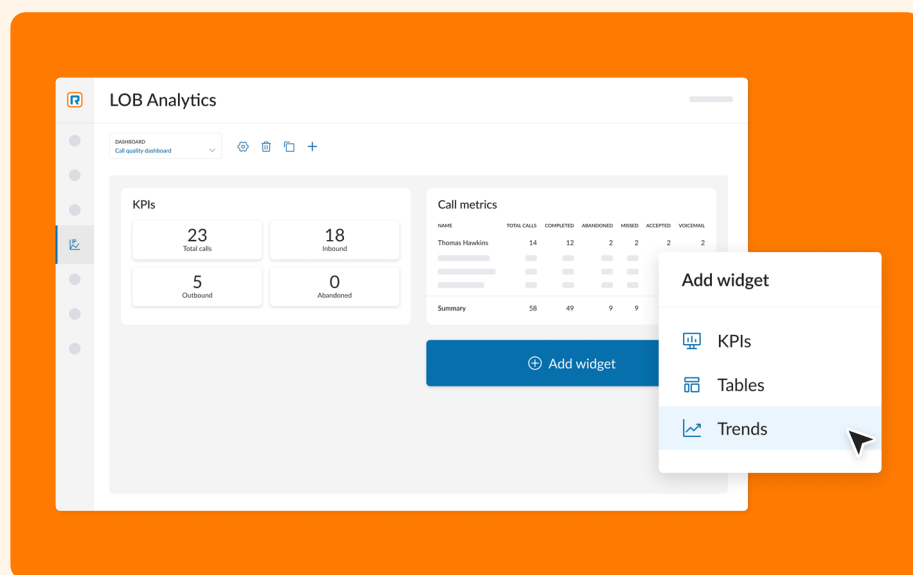 LOB Analytics
DASHBOARD
Call quality dashboard
KPIs
23
Total calls
18
Inbound
5
Outbound
0
Abandoned
Call metrics
NAME TOTAL CALLS COMPLETED ABANDONED MISSED ACCEPTED VOICEMAIL
Thomas Hawkins 14 12 2 2 2 2
Summary 58 49 9 9
Add widget
Add widget
KPIs
Tables
Trends